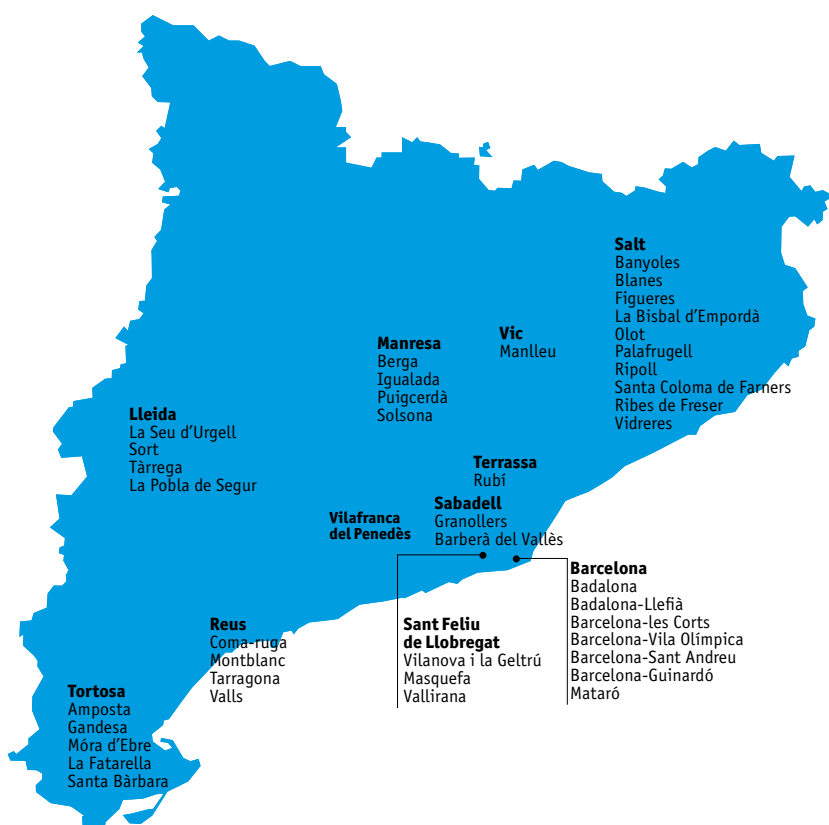 Salt
Banyoles
Blanes
Figueres
La Bisbal d'Empordà
Olot
Palafrugell
Ripoll
Santa Coloma de Farners
Ribes de Freser
Vidreres
Vic
Manlleu
Manresa
Berga
Igualada
Puigcerdà
Solsona
Lleida
La Seu d'Urgell
Sort
Tàrrega
La Pobla de Segur
Terrassa
Rubí
Sabadell
Granollers
Barberà del Vallès
Vilafranca
del Penedès
Barcelona
Badalona
Badalona-Llefià
Barcelona-les Corts
Barcelona-Vila Olímpica
Barcelona-Sant Andreu
Barcelona-Guinardó
Mataró
Sant Feliu
de Llobregat
Vilanova i la Geltrú
Masquefa
Vallirana
Reus
Coma-ruga
Montblanc
Tarragona
Valls
Tortosa
Amposta
Gandesa
Móra d'Ebre
La Fatarella
Santa Bàrbara